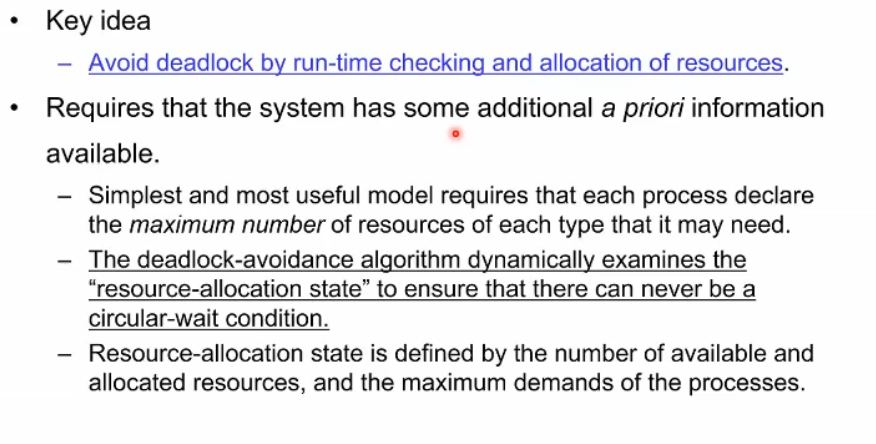 • Key idea
– Avoid deadlock by run-time checking and allocation of resources.
• Requires that the system has some additional a priori information
available.
– Simplest and most useful model requires that each process declare
the maximum number of resources of each type that it may need.
– The deadlock-avoidance algorithm dynamically examines the
“resource-allocation state” to ensure that there can never be a
circular-wait condition.
– Resource-allocation state is defined by the number of available and
allocated resources, and the maximum demands of the processes.